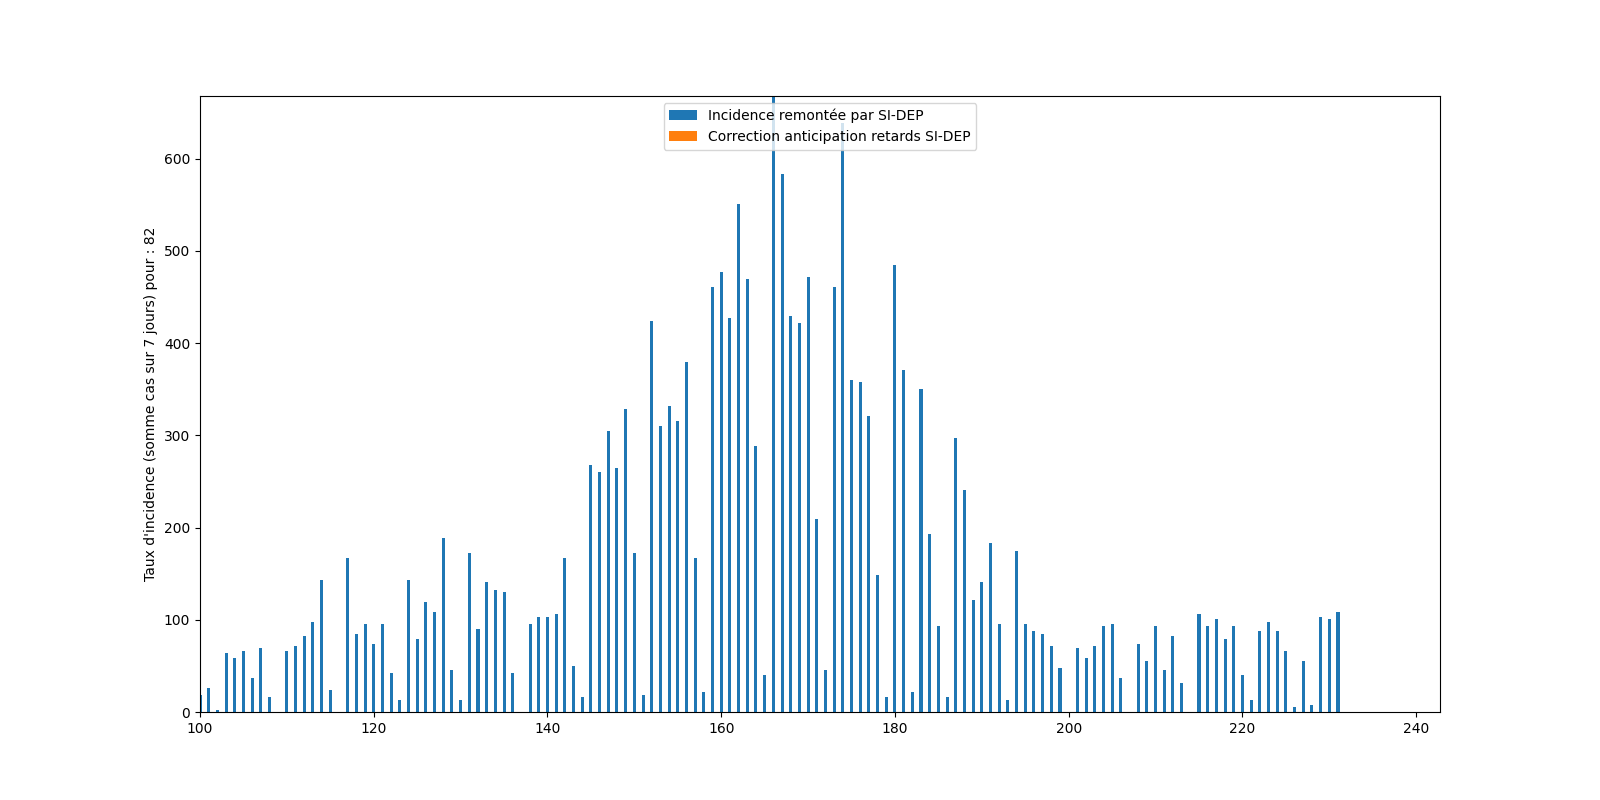 Incidence remontée par SI-DEP
Correction anticipation retards SI-DEP
Taux d'incidence (somme cas sur 7 jours) pour : 82
600
500
400
300
200
100
0
100 120 140 160 180 200 220 240